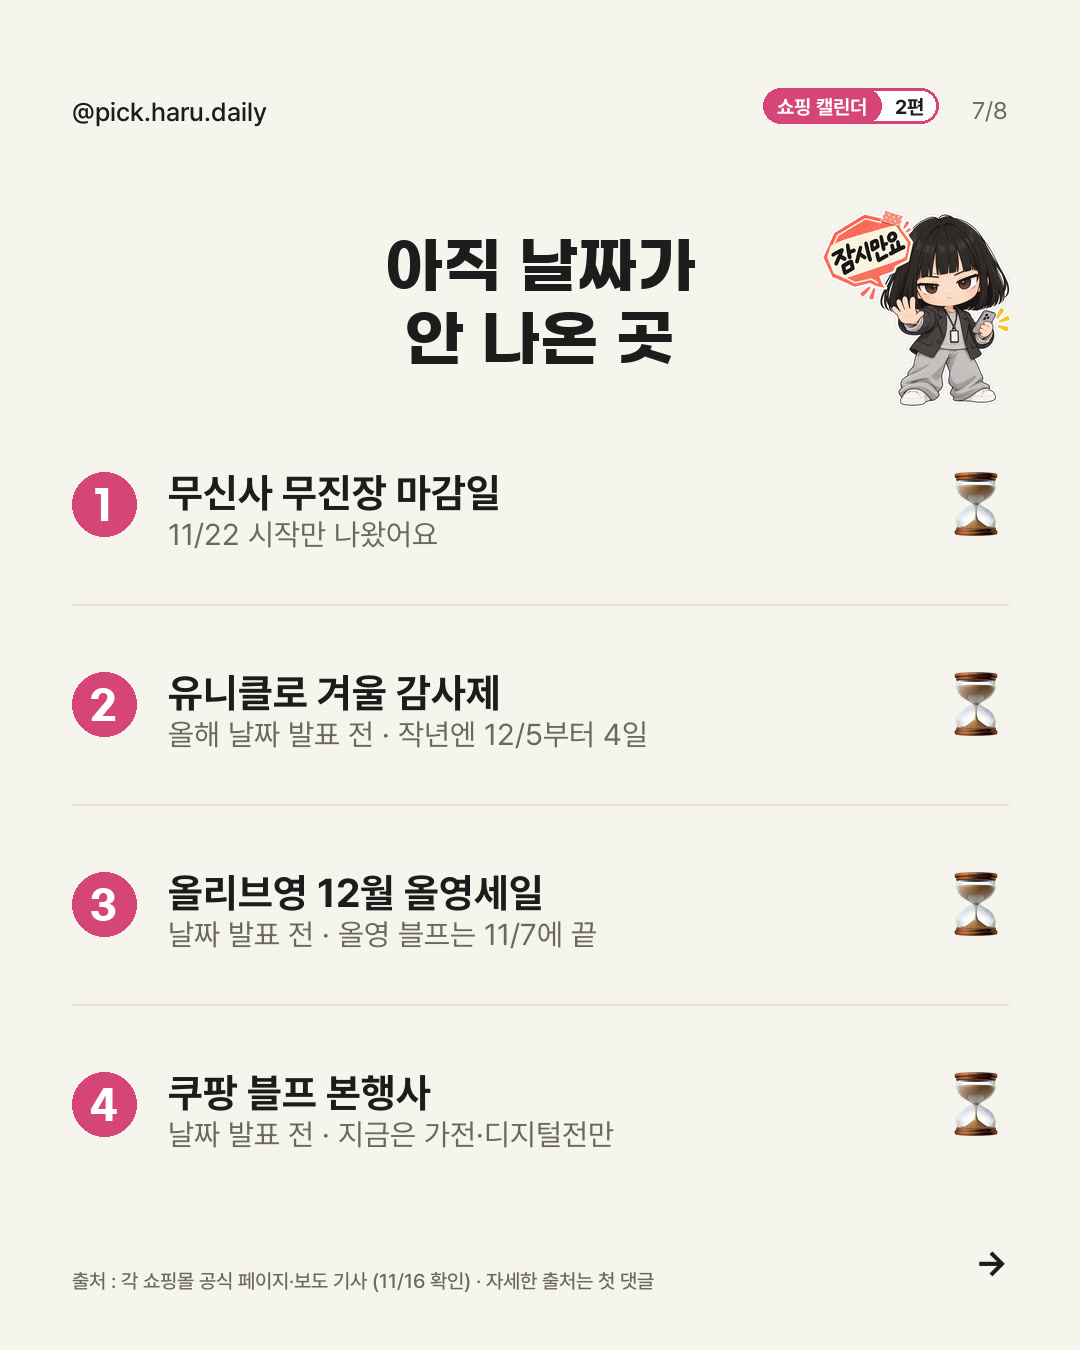 @pick.haru.daily
쇼핑 캘린더 2편 7/8
아직 날짜가
안 나온 곳
잠시만요
1 무신사 무진장 마감일
11/22 시작만 나왔어요
2 유니클로 겨울 감사제
올해 날짜 발표 전 · 작년엔 12/5부터 4일
3 올리브영 12월 올영세일
날짜 발표 전 · 올영 블프는 11/7에 끝
4 쿠팡 블프 본행사
날짜 발표 전 · 지금은 가전·디지털전만
출처 : 각 쇼핑몰 공식 페이지·보도 기사 (11/16 확인) · 자세한 출처는 첫 댓글
→